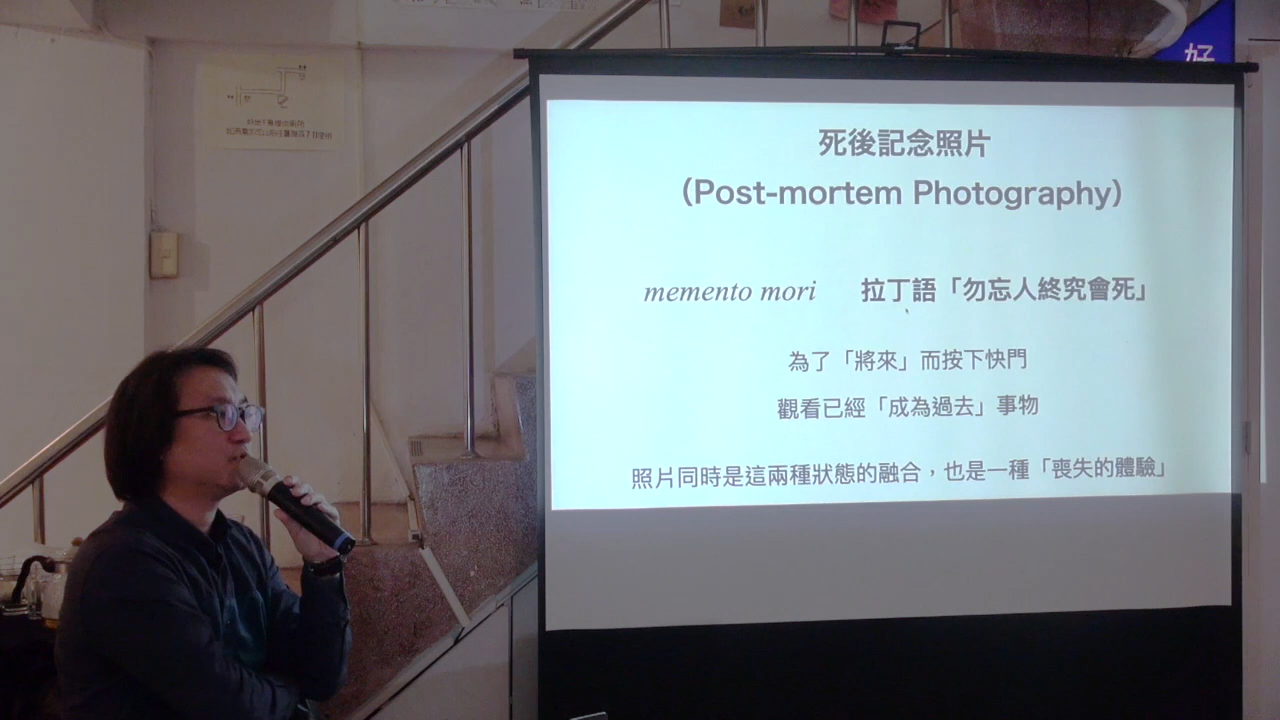 好
死後記念照片
（Post-mortem Photography）
memento mori 拉丁語「勿忘人終究會死」
為了「將來」而按下快門
觀看已經「成為過去」事物
照片同時是這兩種狀態的融合，也是一種「喪失的體驗」